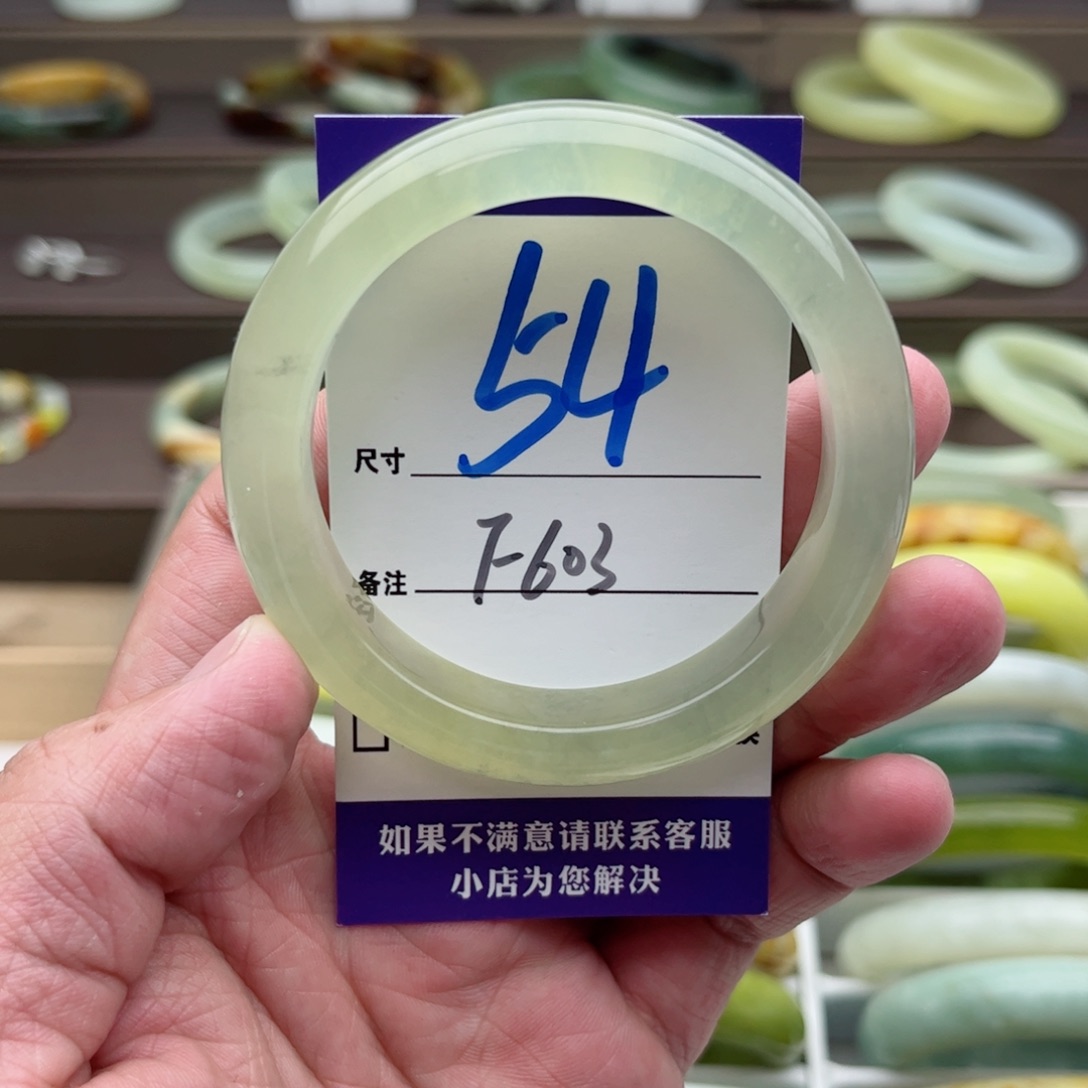 尺寸 54
备注 F-603
如果不满意请联系客服
小店为您解决